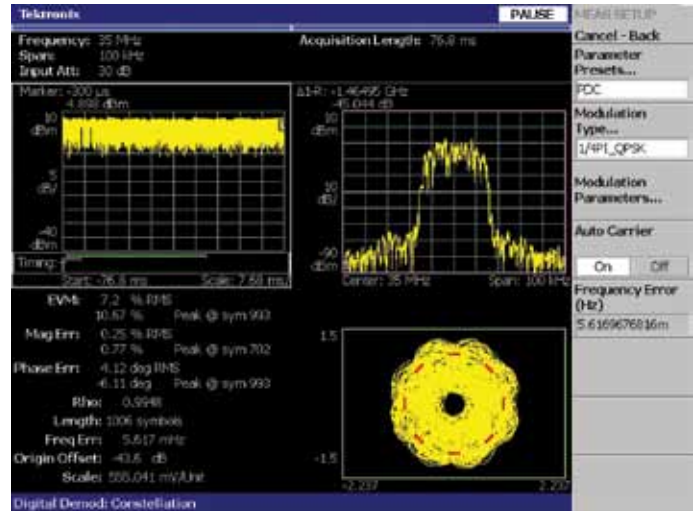 Tektronix PAUSE MEAS SETUP
Frequency: 35 MHz Acquisition Length: 76.8 ms Cancel - Back
Span: 100 kHz
Input Att: 30 dB
Parameter
Presets...
PDC
Marker: -300 µs
4.898 dBm
Δ1-R: -1.46495 GHz
-45.044 dB
10
dBm
5
dB/
-40
dBm
Timing:
Start: -76.8 ms Scale: 7.68 ms/
10
dBm
10
dB/
-90
dBm
Center: 35 MHz Span: 100 kHz
Modulation
Type...
1/4PI_QPSK
Modulation
Parameters...
Auto Carrier
On Off
Frequency Error
(Hz)
5.6169676816m
EVM: 7.2 % RMS
10.67 % Peak @ sym 993
Mag Err: 0.25 % RMS
0.77 % Peak @ sym 702
Phase Err: 4.12 deg RMS
-6.11 deg Peak @ sym 993
Rho: 0.9948
Length: 1006 symbols
Freq Err: 5.617 mHz
Origin Offset: -43.6 dB
Scale: 555.041 mV/Unit
1.5
-1.5
-2.237 2.237
Digital Demod: Constellation